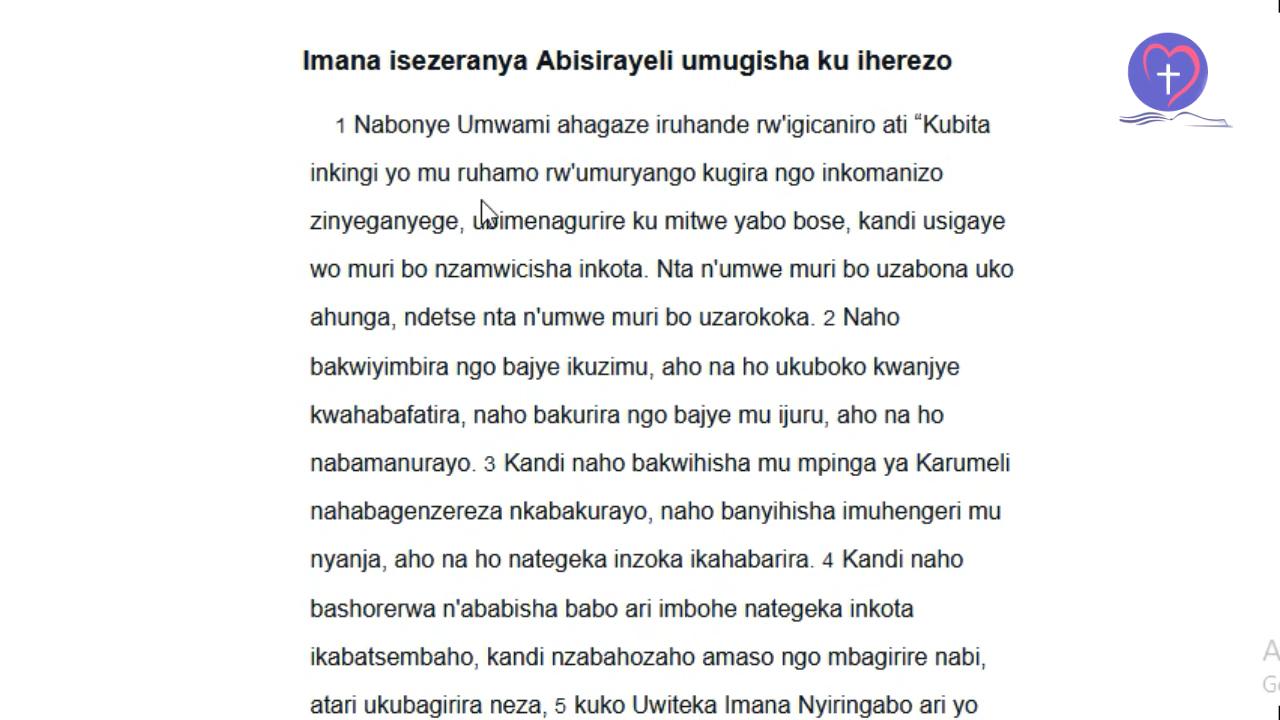 Imana isezeranya Abisirayeli umugisha ku iherezo
1 Nabonye Umwami ahagaze iruhande rw'igicaniro ati “Kubita
inkingi yo mu ruhamo rw'umuryango kugira ngo inkomanizo
zinyeganyege, uzimenagurire ku mitwe yabo bose, kandi usigaye
wo muri bo nzamwicisha inkota. Nta n'umwe muri bo uzabona uko
ahunga, ndetse nta n'umwe muri bo uzarokoka. 2 Naho
bakwiyimbira ngo bajye ikuzimu, aho na ho ukuboko kwanjye
kwahabafatira, naho bakurira ngo bajye mu ijuru, aho na ho
nabamanurayo. 3 Kandi naho bakwihisha mu mpinga ya Karumeli
nahabagenzereza nkabakurayo, naho banyihisha imuhengeri mu
nyanja, aho na ho nategeka inzoka ikahabarira. 4 Kandi naho
bashorerwa n'ababisha babo ari imbohe nategeka inkota
ikabatsembaho, kandi nzabahozaho amaso ngo mbagirire nabi,
atari ukubagirira neza, 5 kuko Uwiteka Imana Nyiringabo ari yo